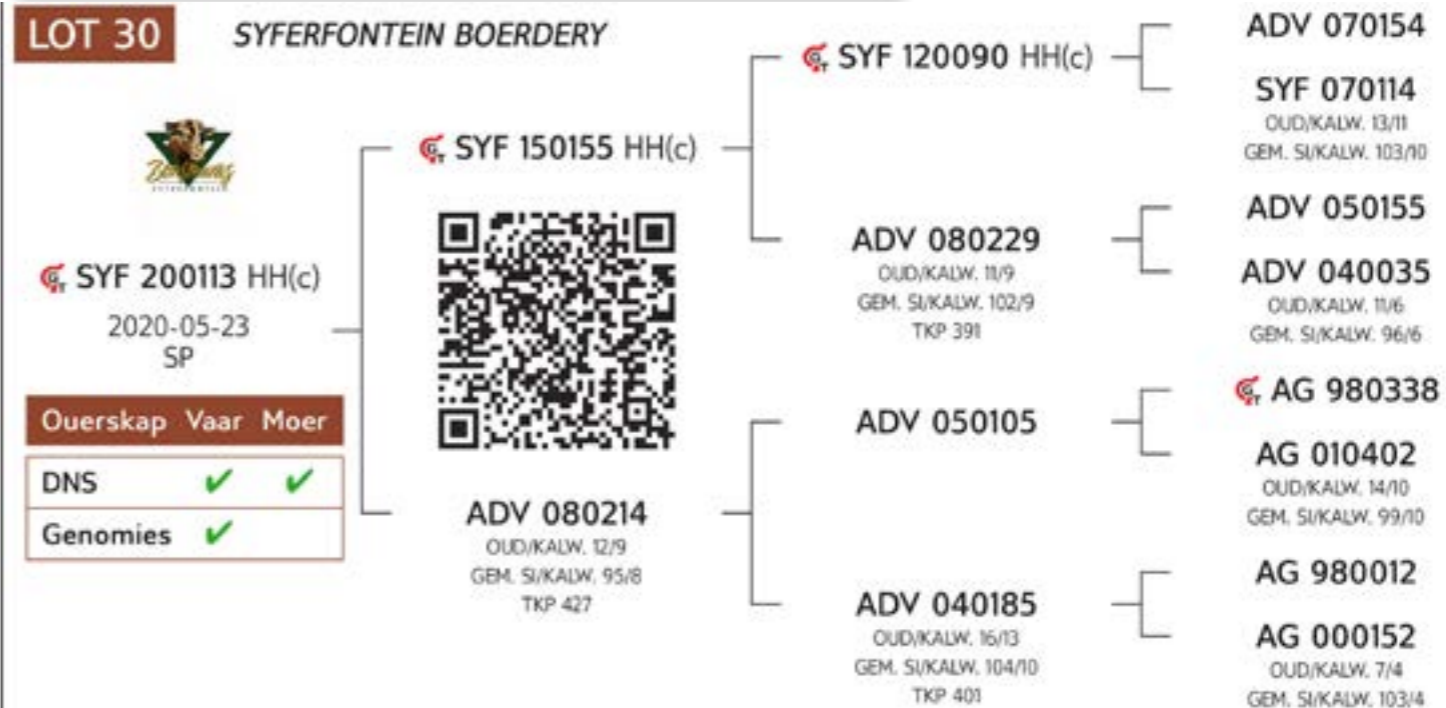 LOT 30
SYFERFONTEIN BOERDERY
SYF 200113 HH(c)
2020-05-23
SP
Ouerskap Vaar Moer
DNS ✔ ✔
Genomies ✔
SYF 150155 HH(c)
ADV 080214
OUD/KALW. 12/9
GEM. SI/KALW. 95/8
TKP 427
SYF 120090 HH(c)
ADV 080229
OUD/KALW. 11/9
GEM. SI/KALW. 102/9
TKP 391
ADV 050105
ADV 040185
OUD/KALW. 16/13
GEM. SI/KALW. 104/10
TKP 401
ADV 070154
SYF 070114
OUD/KALW. 13/11
GEM. SI/KALW. 103/10
ADV 050155
ADV 040035
OUD/KALW. 11/6
GEM. SI/KALW. 96/6
AG 980338
AG 010402
OUD/KALW. 14/10
GEM. SI/KALW. 99/10
AG 980012
AG 000152
OUD/KALW. 7/4
GEM. SI/KALW. 103/4